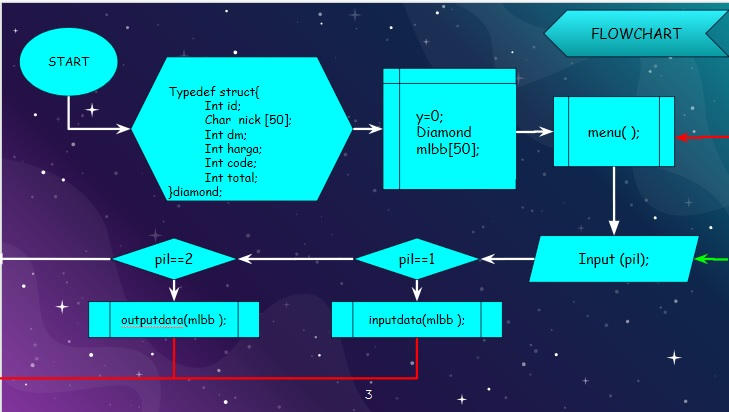 FLOWCHART
START
Typedef struct{
Int id;
Char nick [50];
Int dm;
Int harga;
Int code;
Int total;
}diamond;
y=0;
Diamond
mlbb[50];
menu( );
Input (pil);
pil==1
pil==2
outputdata(mlbb );
inputdata(mlbb );
3